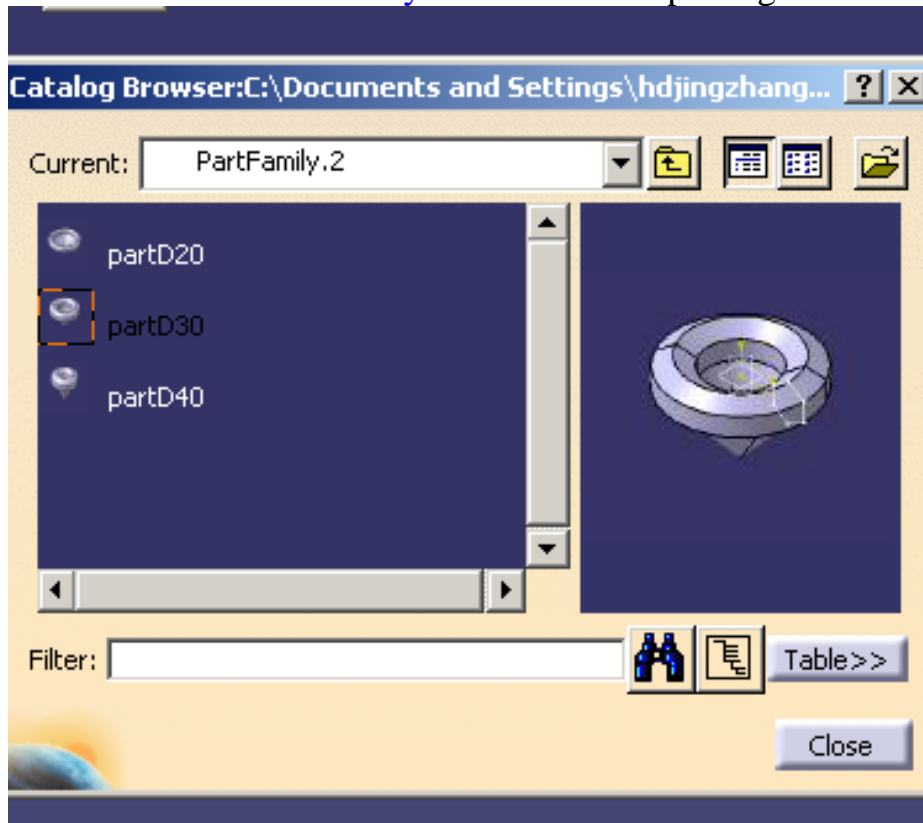 Catalog Browser:C:\Documents and Settings\hdjingzhang...
Current: PartFamily.2
partD20
partD30
partD40
Filter:
Table>>
Close